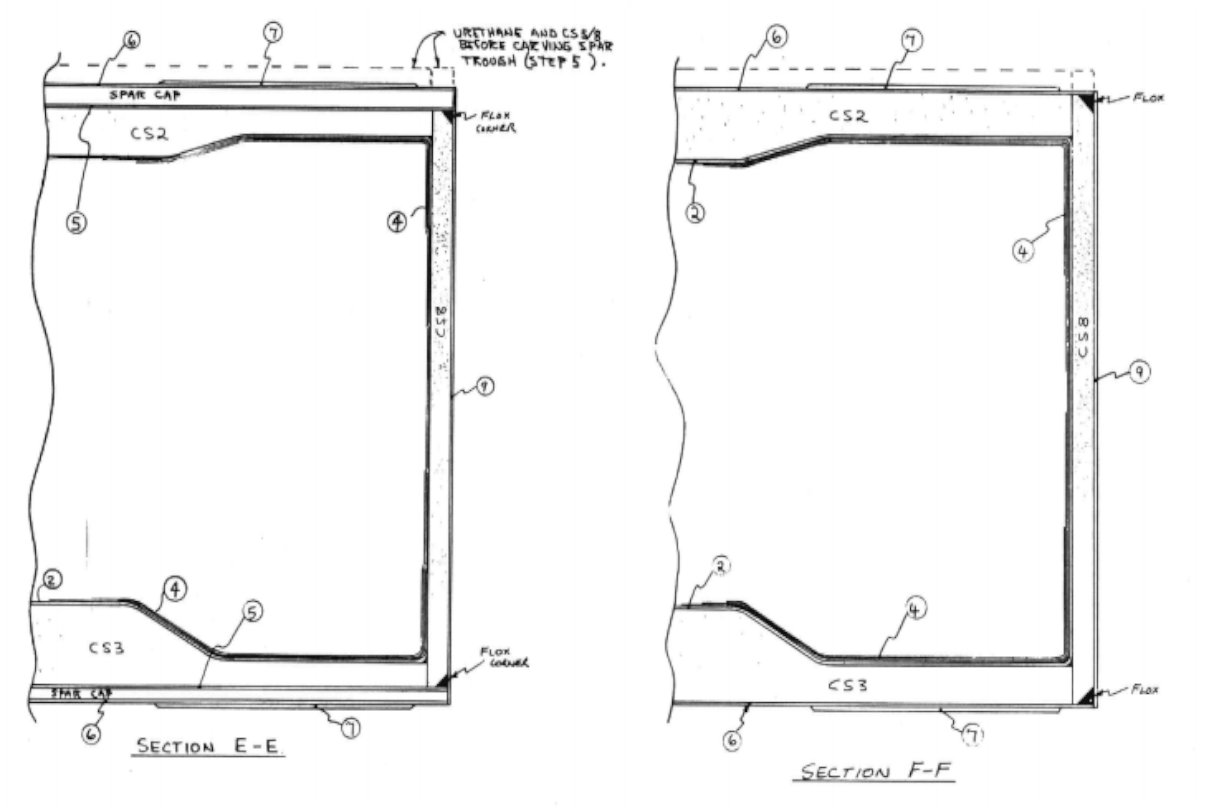 6
7
URETHANE AND CS8/8
BEFORE CARVING SPAR
TROUGH (STEP 5).
SPAR CAP
FLOX
CORNER
CS2
5
4
CS8
9
2
4
5
CS3
FLOX
CORNER
SPAR CAP
6
7
SECTION E-E
6
7
FLOX
CS2
2
4
CS8
9
2
4
CS3
FLOX
6
7
SECTION F-F